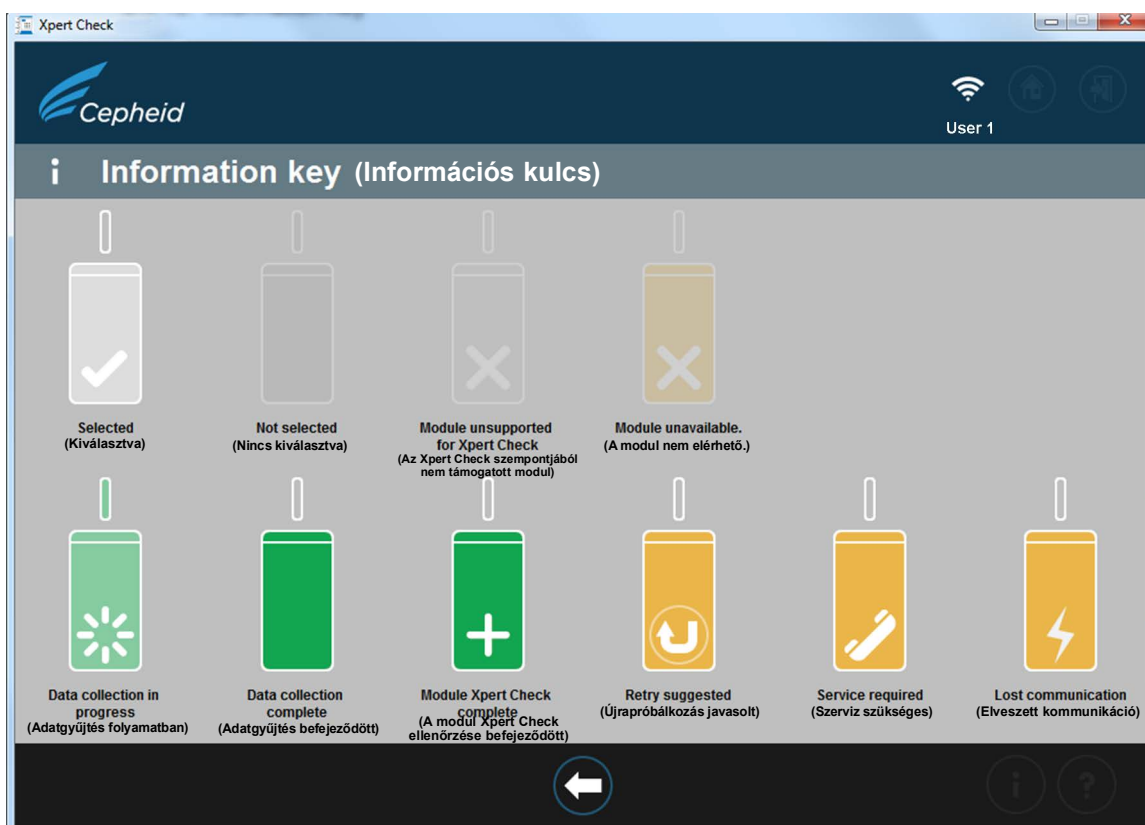 Xpert Check
Cepheid
User 1
i Information key (Információs kulcs)
Selected
(Kiválasztva)
Not selected
(Nincs kiválasztva)
Module unsupported
for Xpert Check
(Az Xpert Check szempontjából
nem támogatott modul)
Module unavailable.
(A modul nem elérhető.)
Data collection in
progress
(Adatgyűjtés folyamatban)
Data collection
complete
(Adatgyűjtés befejeződött)
Module Xpert Check
complete
(A modul Xpert Check
ellenőrzése befejeződött)
Retry suggested
(Újrapróbálkozás javasolt)
Service required
(Szerviz szükséges)
Lost communication
(Elveszett kommunikáció)
i ?